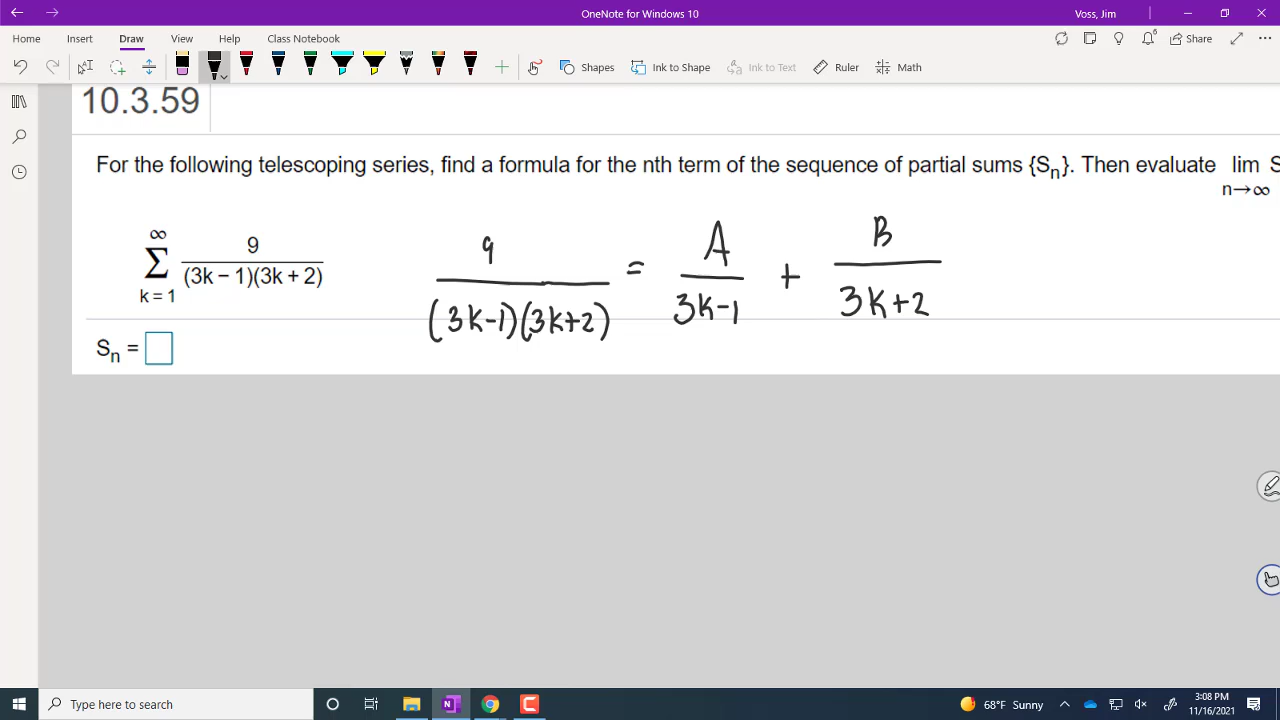 OneNote for Windows 10
Voss, Jim
Home Insert Draw View Help Class Notebook
Share
Shapes Ink to Shape Ink to Text Ruler Math
10.3.59
For the following telescoping series, find a formula for the nth term of the sequence of partial sums {Sn}. Then evaluate lim S
n→∞
∞ Σ k = 1 9 / (3k − 1)(3k + 2)
9 / (3k-1)(3k+2) = A / 3k-1 + B / 3k+2
Sn =
Type here to search
68°F Sunny
3:08 PM
11/16/2021